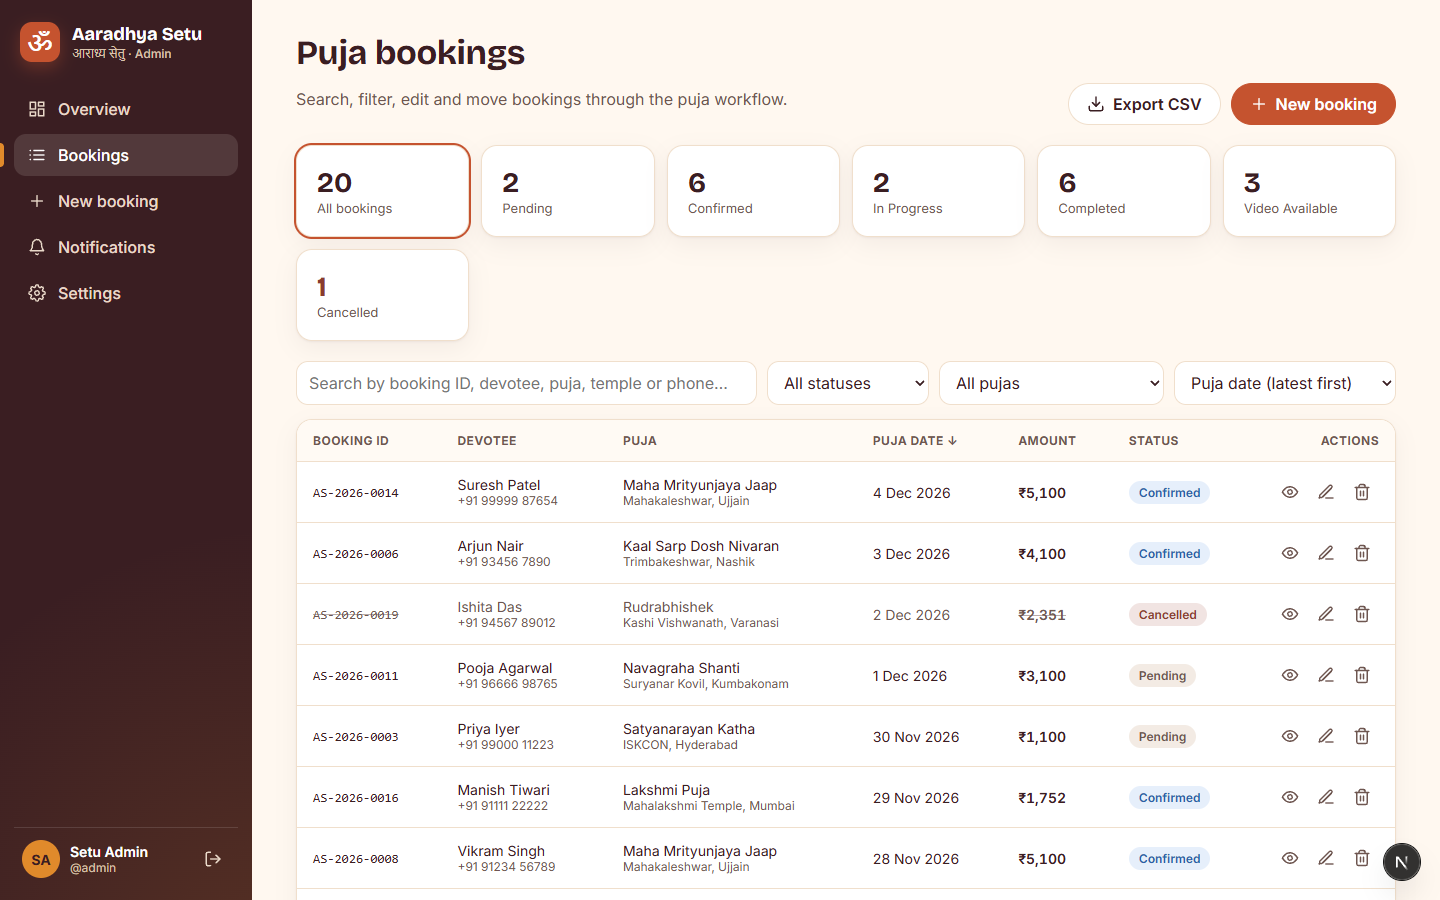 ॐ
Aaradhya Setu
आराध्य सेतु · Admin
Overview
Bookings
New booking
Notifications
Settings
SA
Setu Admin
@admin
Puja bookings
Search, filter, edit and move bookings through the puja workflow.
Export CSV
New booking
20
All bookings
2
Pending
6
Confirmed
2
In Progress
6
Completed
3
Video Available
1
Cancelled
Search by booking ID, devotee, puja, temple or phone...
All statuses
All pujas
Puja date (latest first)
BOOKING ID DEVOTEE PUJA PUJA DATE ↓ AMOUNT STATUS ACTIONS
AS-2026-0014 Suresh Patel Maha Mrityunjaya Jaap 4 Dec 2026 ₹5,100 Confirmed
+91 99999 87654 Mahakaleshwar, Ujjain
AS-2026-0006 Arjun Nair Kaal Sarp Dosh Nivaran 3 Dec 2026 ₹4,100 Confirmed
+91 93456 7890 Trimbakeshwar, Nashik
AS-2026-0019 Ishita Das Rudrabhishek 2 Dec 2026 ₹2,351 Cancelled
+91 94567 89012 Kashi Vishwanath, Varanasi
AS-2026-0011 Pooja Agarwal Navagraha Shanti 1 Dec 2026 ₹3,100 Pending
+91 96666 98765 Suryanar Kovil, Kumbakonam
AS-2026-0003 Priya Iyer Satyanarayan Katha 30 Nov 2026 ₹1,100 Pending
+91 99000 11223 ISKCON, Hyderabad
AS-2026-0016 Manish Tiwari Lakshmi Puja 29 Nov 2026 ₹1,752 Confirmed
+91 91111 22222 Mahalakshmi Temple, Mumbai
AS-2026-0008 Vikram Singh Maha Mrityunjaya Jaap 28 Nov 2026 ₹5,100 Confirmed
+91 91234 56789 Mahakaleshwar, Ujjain
N